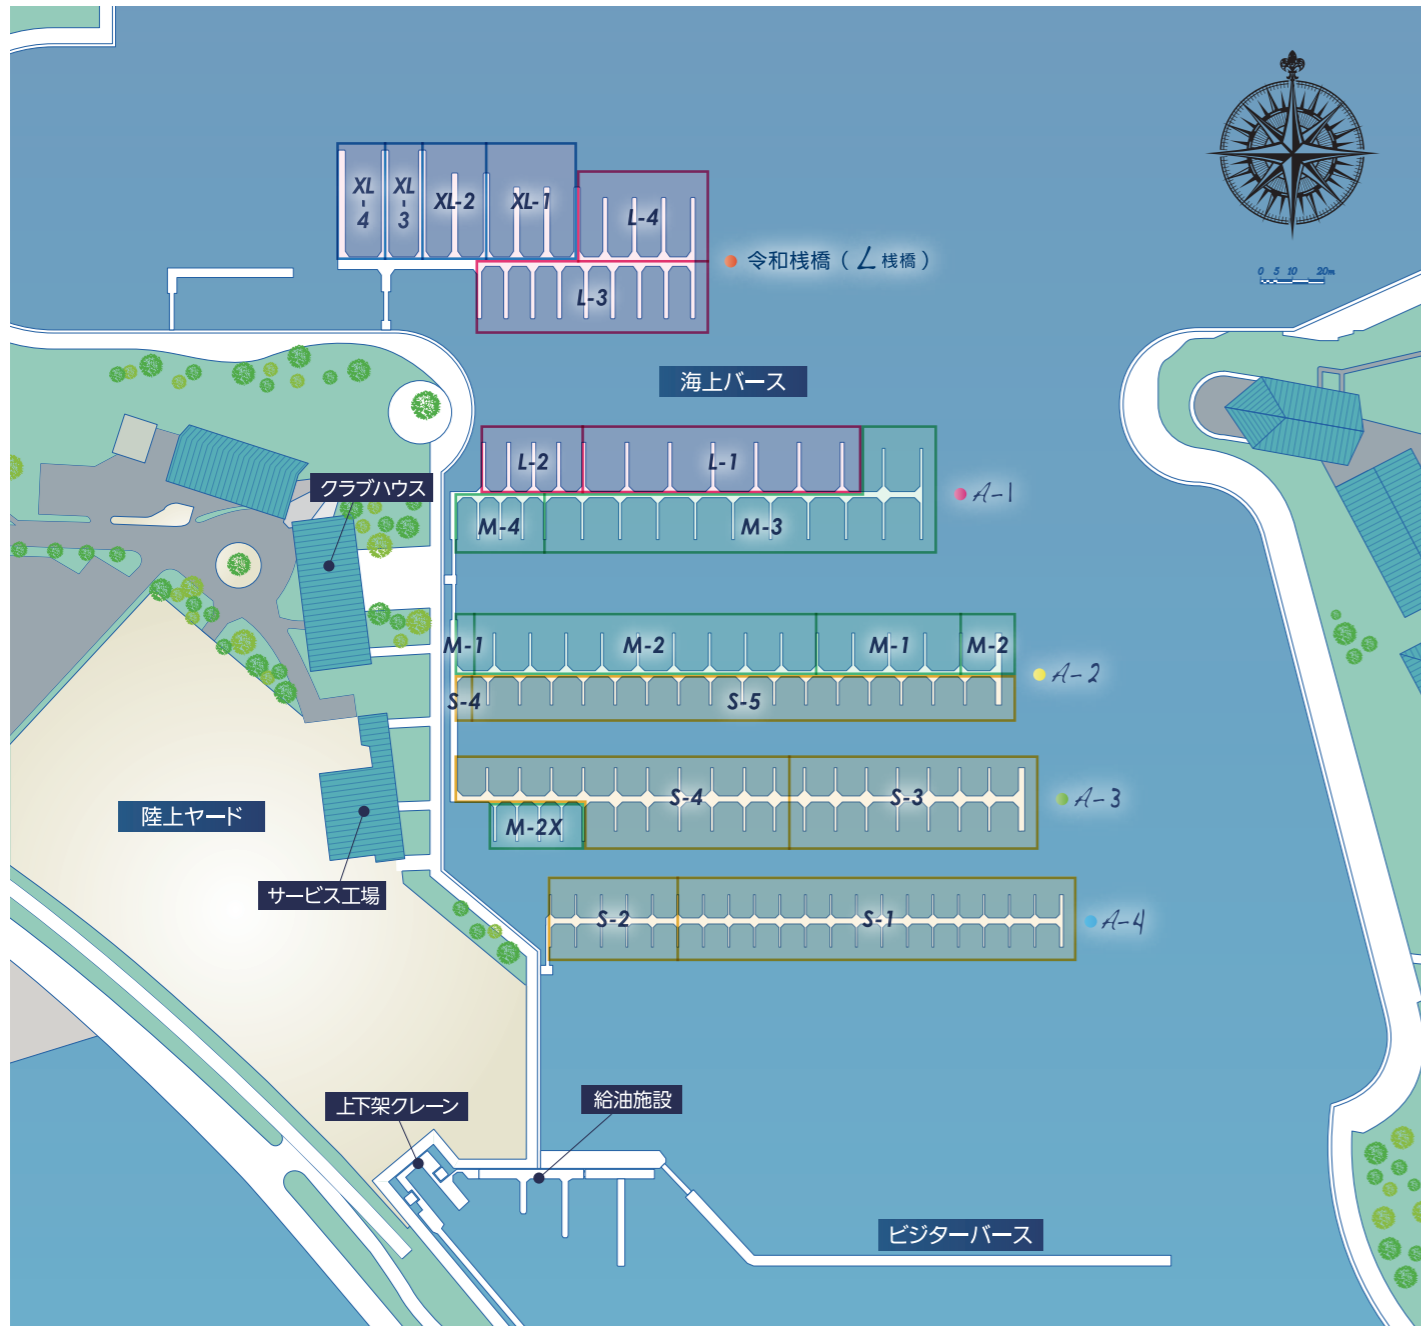 XL-4
XL-3
XL-2
XL-1
L-4
L-3
令和桟橋（L桟橋）
0 5 10 20m
海上バース
L-2
L-1
M-4
M-3
A-1
クラブハウス
M-1
M-2
M-1
M-2
A-2
S-4
S-5
S-4
S-3
A-3
M-2X
陸上ヤード
サービス工場
S-2
S-1
A-4
上下架クレーン
給油施設
ビジターバース